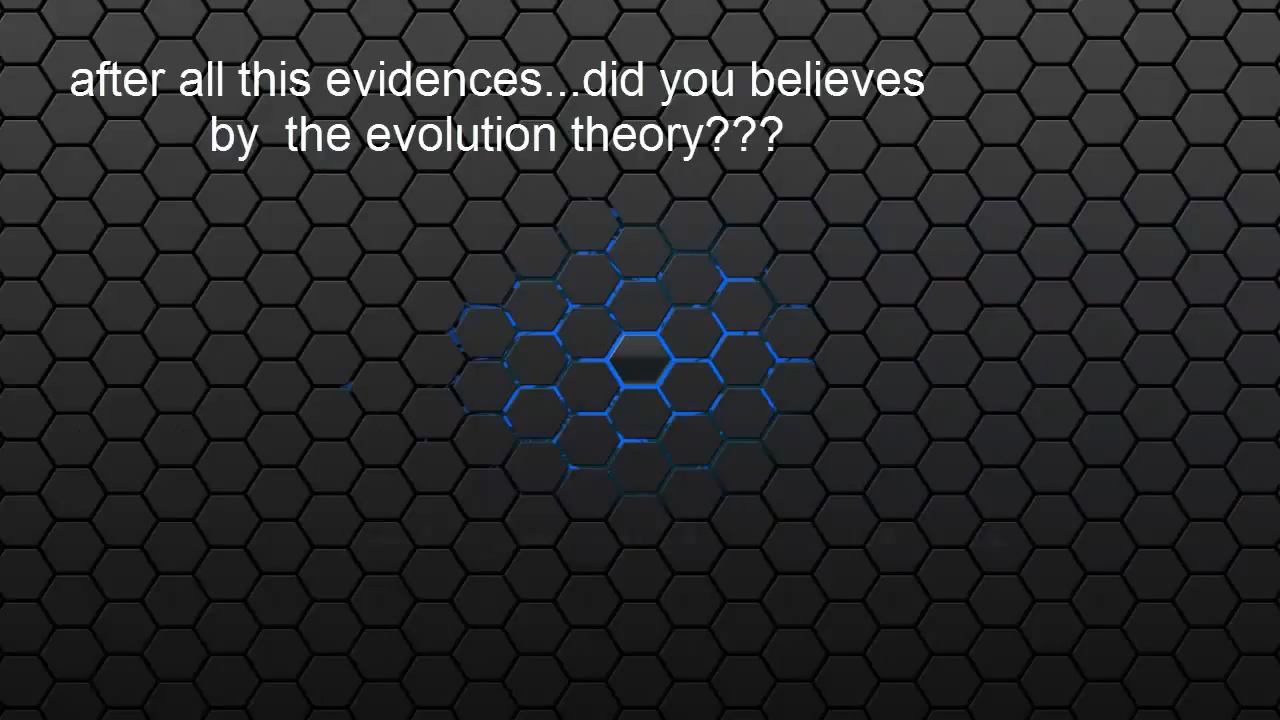 after all this evidences...did you believes
by  the evolution theory???